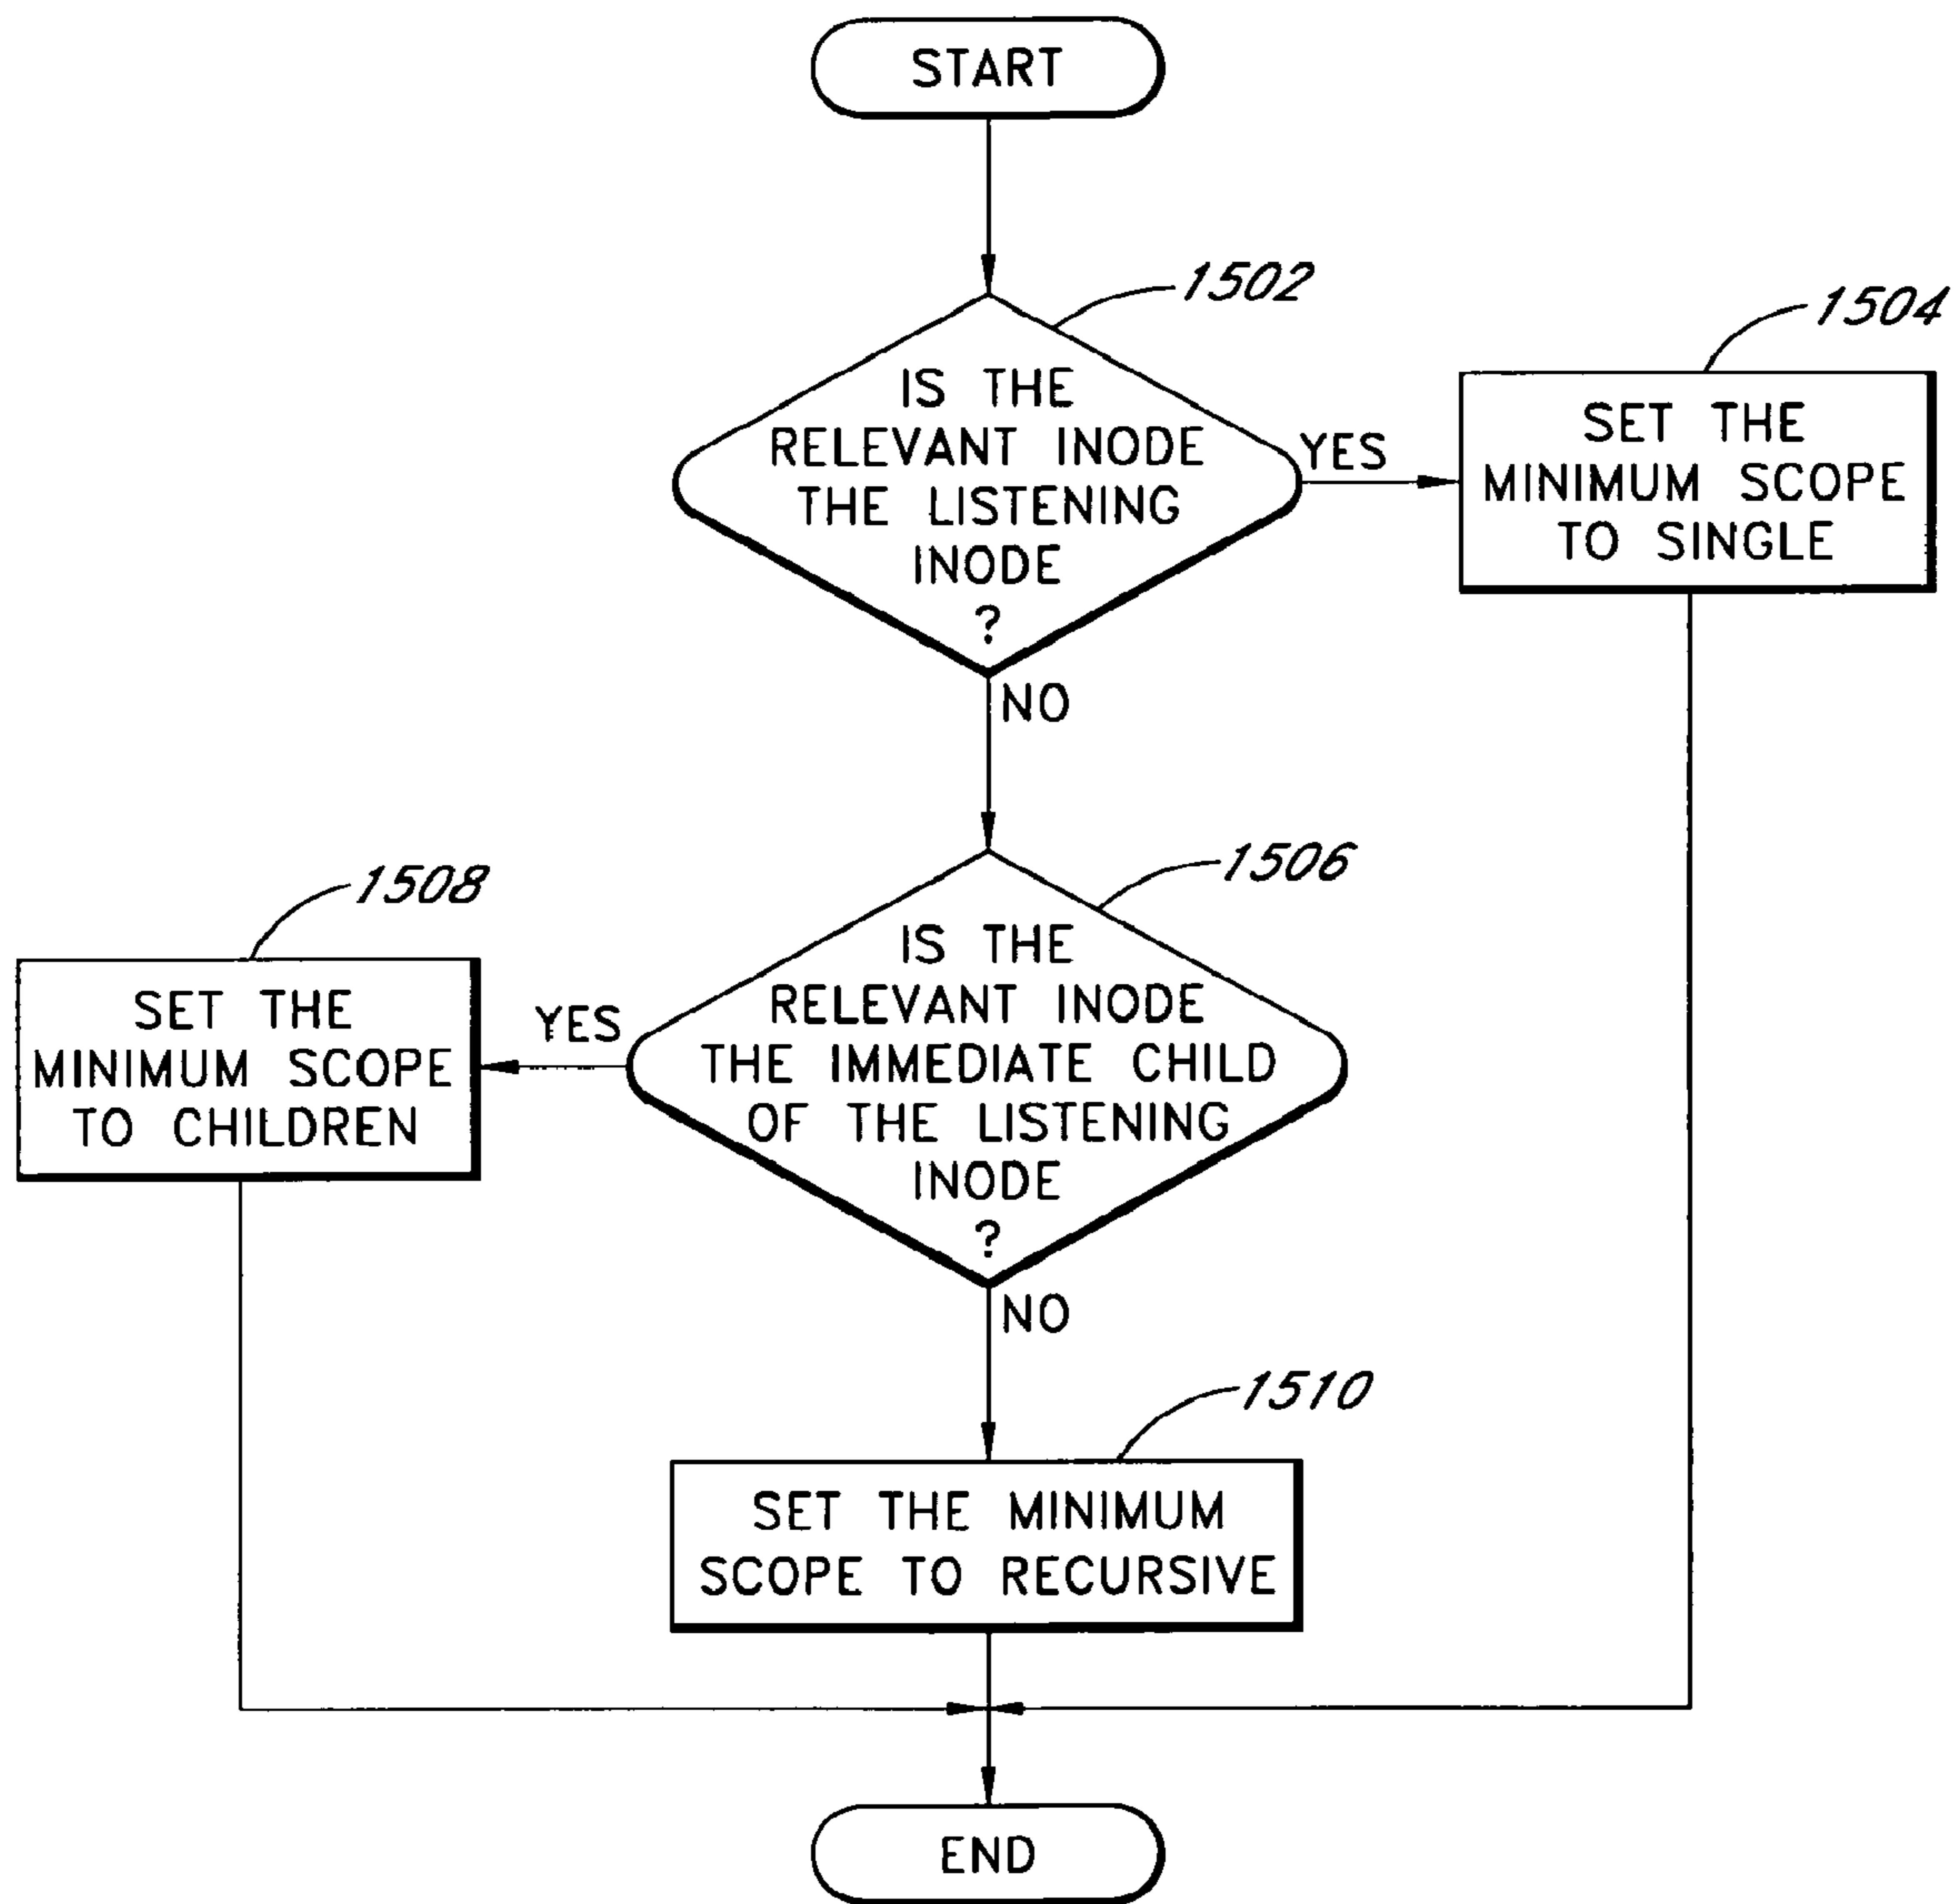 START
1502
IS THE
RELEVANT INODE
THE LISTENING
INODE
?
YES
1504
SET THE
MINIMUM SCOPE
TO SINGLE
NO
1506
IS THE
RELEVANT INODE
THE IMMEDIATE CHILD
OF THE LISTENING
INODE
?
YES
1508
SET THE
MINIMUM SCOPE
TO CHILDREN
NO
1510
SET THE MINIMUM
SCOPE TO RECURSIVE
END